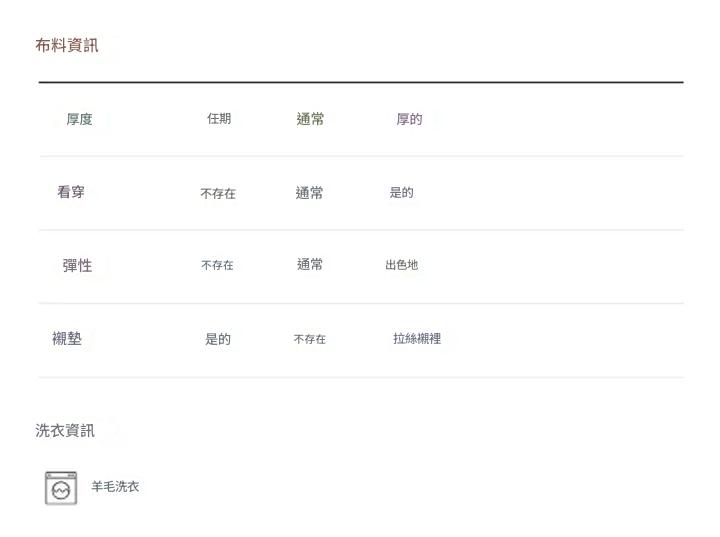 布料資訊
厚度 任期 通常 厚的
看穿 不存在 通常 是的
彈性 不存在 通常 出色地
襯墊 是的 不存在 拉絲襯裡
洗衣資訊
羊毛洗衣